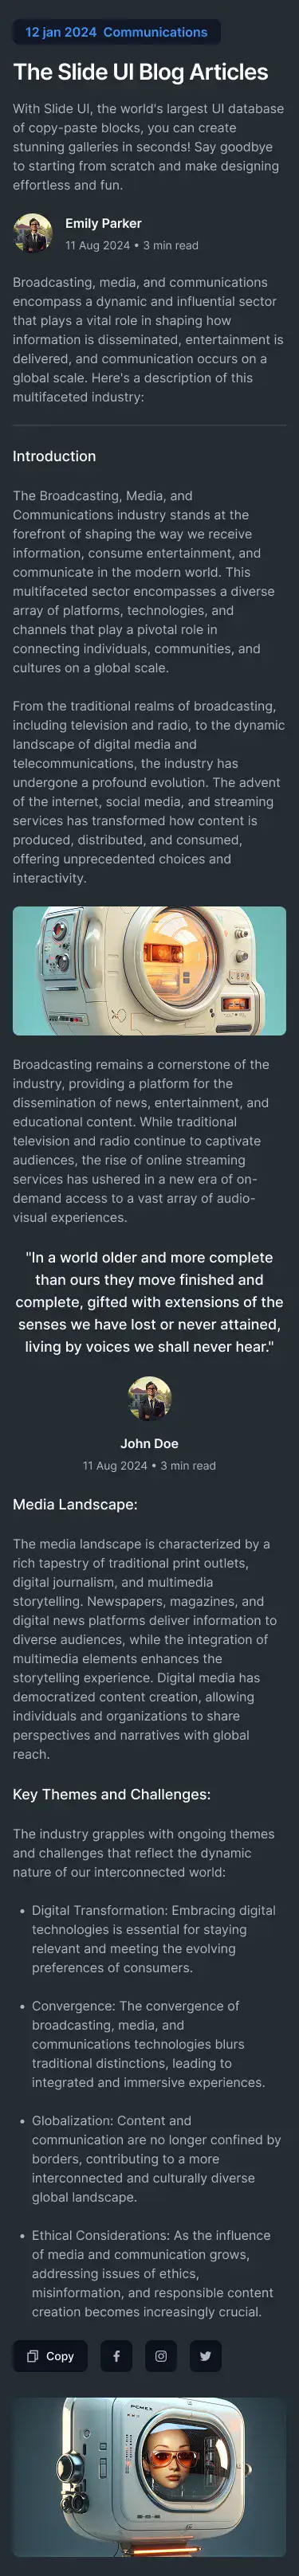 12 jan 2024 Communications
The Slide UI Blog Articles
With Slide UI, the world's largest UI database
of copy-paste blocks, you can create
stunning galleries in seconds! Say goodbye
to starting from scratch and make designing
effortless and fun.
Emily Parker
11 Aug 2024 • 3 min read
Broadcasting, media, and communications
encompass a dynamic and influential sector
that plays a vital role in shaping how
information is disseminated, entertainment is
delivered, and communication occurs on a
global scale. Here's a description of this
multifaceted industry:
Introduction
The Broadcasting, Media, and
Communications industry stands at the
forefront of shaping the way we receive
information, consume entertainment, and
communicate in the modern world. This
multifaceted sector encompasses a diverse
array of platforms, technologies, and
channels that play a pivotal role in
connecting individuals, communities, and
cultures on a global scale.
From the traditional realms of broadcasting,
including television and radio, to the dynamic
landscape of digital media and
telecommunications, the industry has
undergone a profound evolution. The advent
of the internet, social media, and streaming
services has transformed how content is
produced, distributed, and consumed,
offering unprecedented choices and
interactivity.
Broadcasting remains a cornerstone of the
industry, providing a platform for the
dissemination of news, entertainment, and
educational content. While traditional
television and radio continue to captivate
audiences, the rise of online streaming
services has ushered in a new era of on-
demand access to a vast array of audio-
visual experiences.
"In a world older and more complete
than ours they move finished and
complete, gifted with extensions of the
senses we have lost or never attained,
living by voices we shall never hear."
John Doe
11 Aug 2024 • 3 min read
Media Landscape:
The media landscape is characterized by a
rich tapestry of traditional print outlets,
digital journalism, and multimedia
storytelling. Newspapers, magazines, and
digital news platforms deliver information to
diverse audiences, while the integration of
multimedia elements enhances the
storytelling experience. Digital media has
democratized content creation, allowing
individuals and organizations to share
perspectives and narratives with global
reach.
Key Themes and Challenges:
The industry grapples with ongoing themes
and challenges that reflect the dynamic
nature of our interconnected world:
• Digital Transformation: Embracing digital
technologies is essential for staying
relevant and meeting the evolving
preferences of consumers.
• Convergence: The convergence of
broadcasting, media, and
communications technologies blurs
traditional distinctions, leading to
integrated and immersive experiences.
• Globalization: Content and
communication are no longer confined by
borders, contributing to a more
interconnected and culturally diverse
global landscape.
• Ethical Considerations: As the influence
of media and communication grows,
addressing issues of ethics,
misinformation, and responsible content
creation becomes increasingly crucial.
Copy